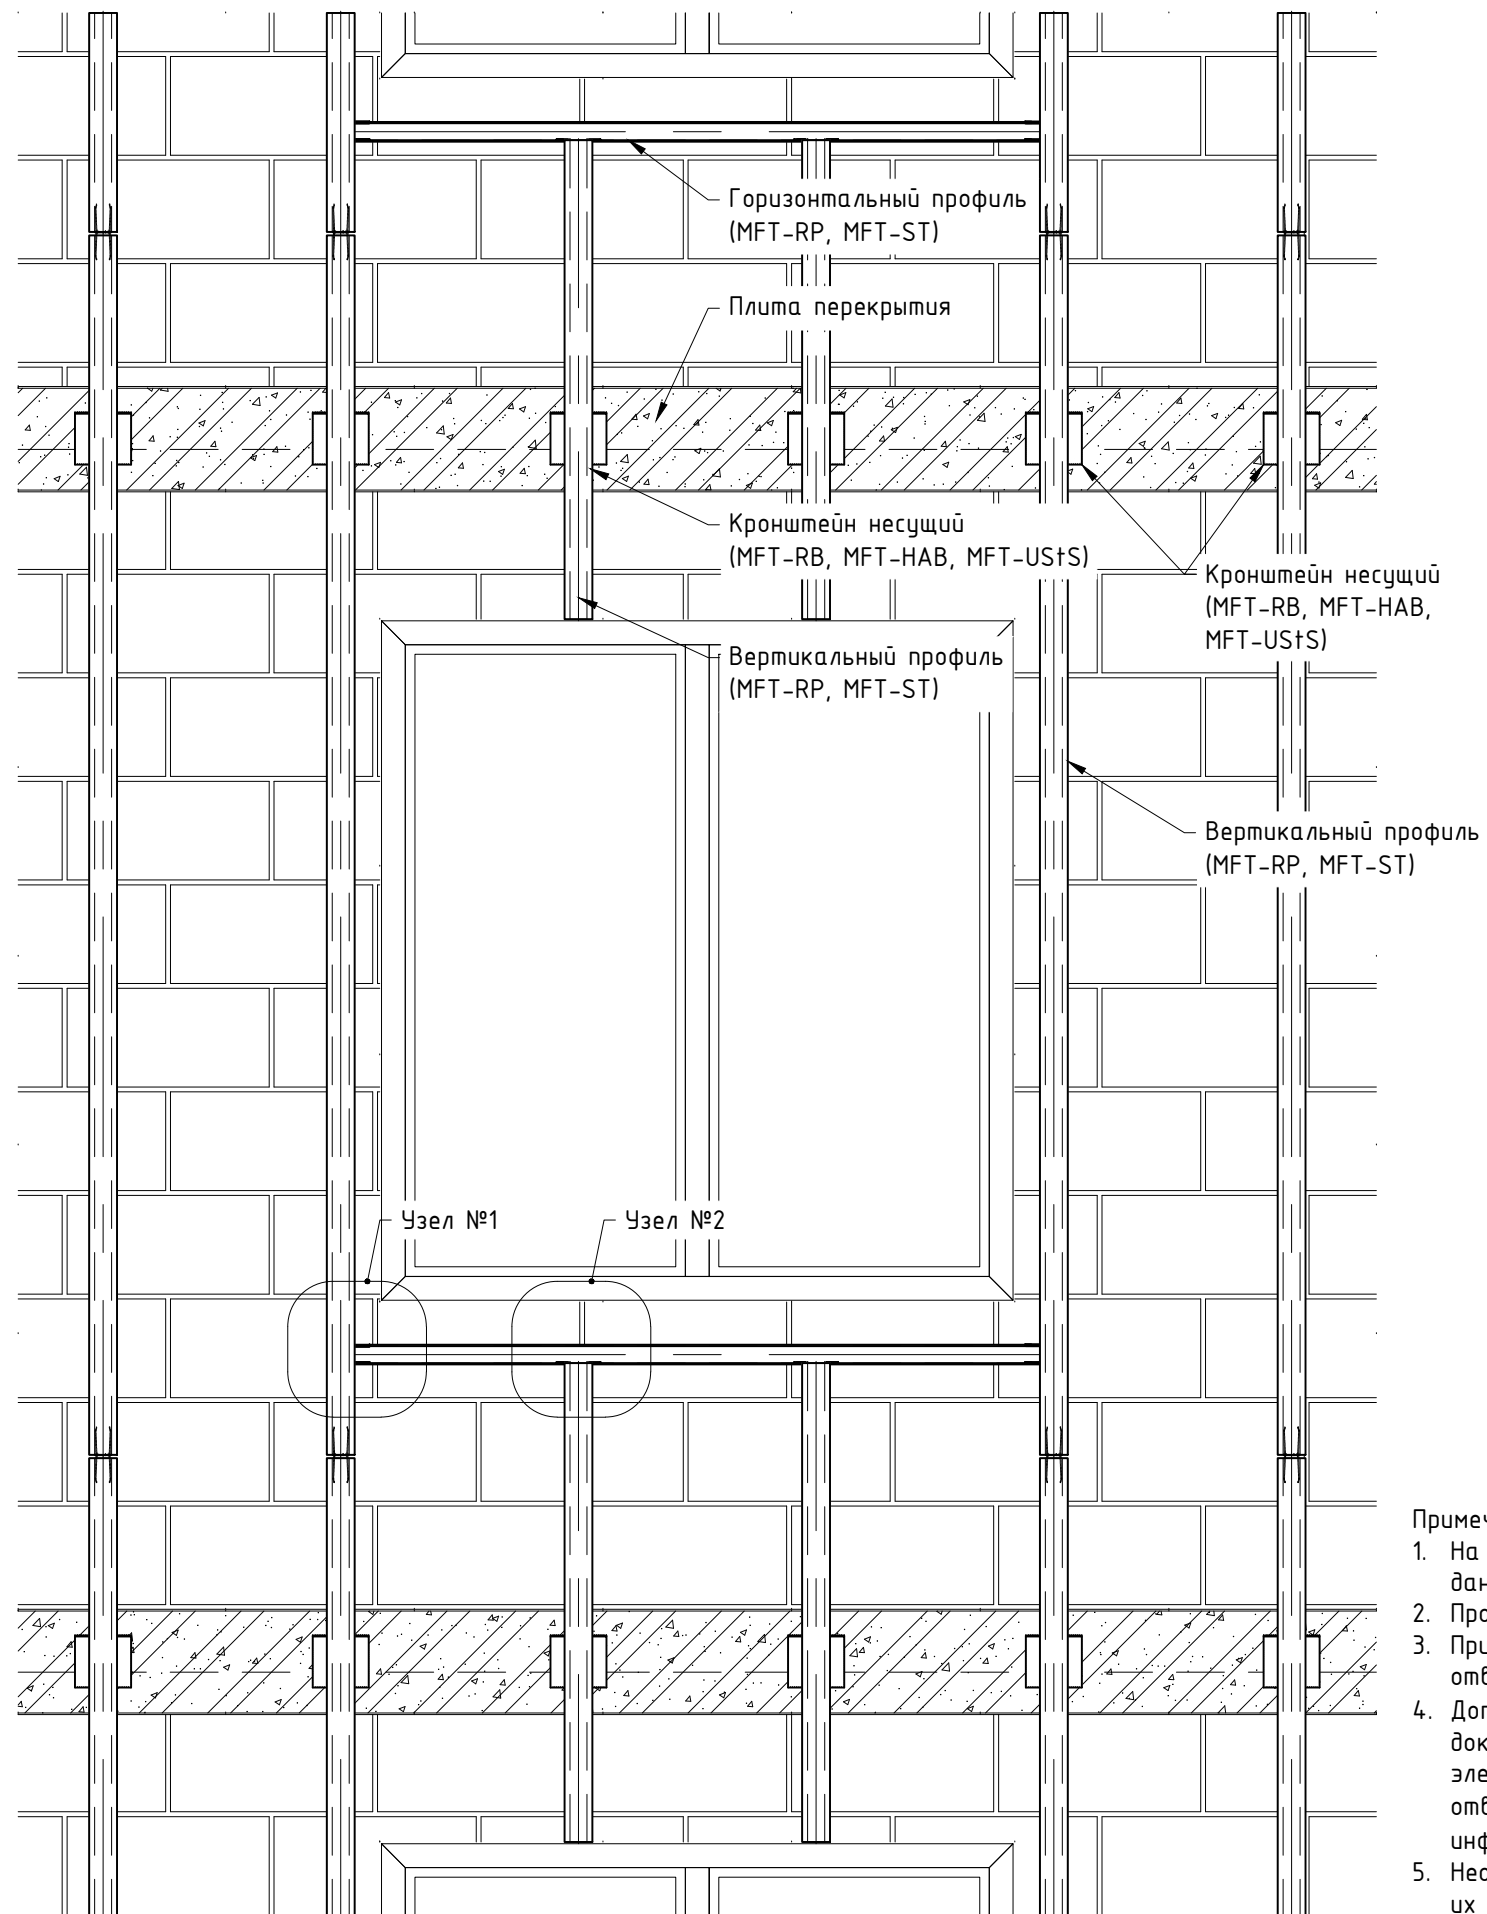 Горизонтальный профиль
(MFT-RP, MFT-ST)
Плита перекрытия
Кронштейн несущий
(MFT-RB, MFT-HAB, MFT-UStS)
Кронштейн несущий
(MFT-RB, MFT-HAB,
MFT-UStS)
Вертикальный профиль
(MFT-RP, MFT-ST)
Вертикальный профиль
(MFT-RP, MFT-ST)
Узел №1
Узел №2
1. На
2.
3.
4.
5.
их